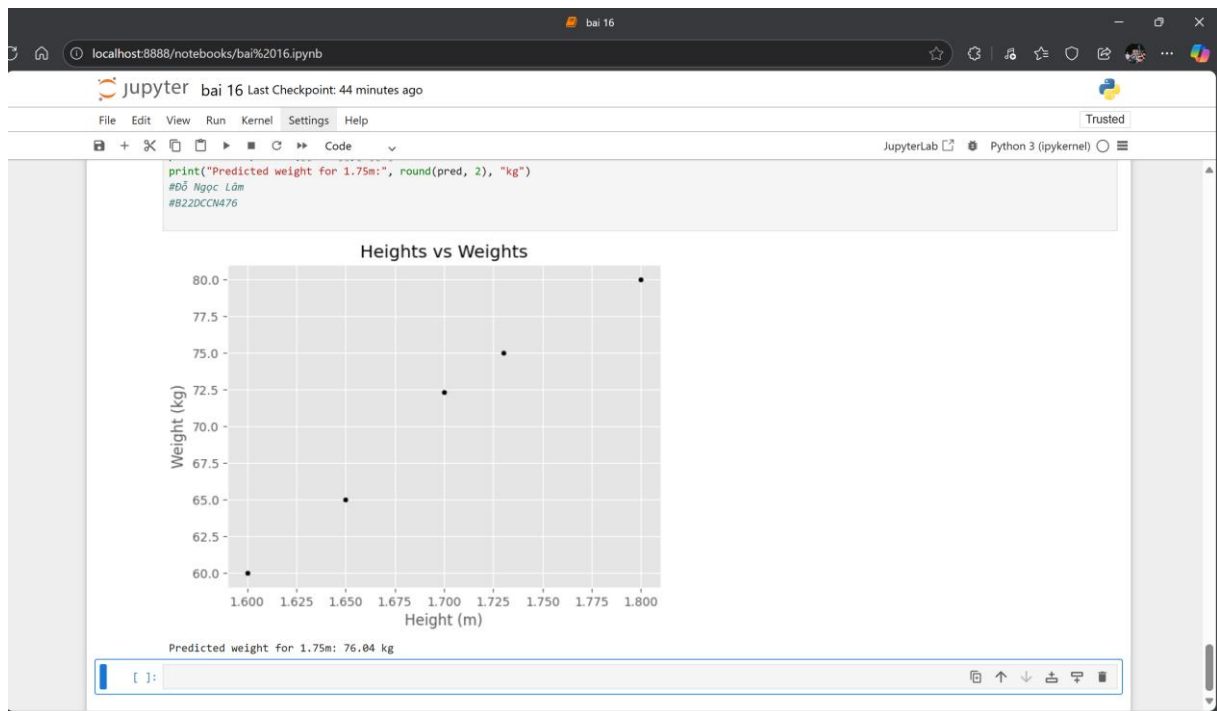 bai 16
localhost:8888/notebooks/bai%2016.ipynb
jupyter bai 16 Last Checkpoint: 44 minutes ago
File Edit View Run Kernel Settings Help
Trusted
Code
JupyterLab
Python 3 (ipykernel)
print("Predicted weight for 1.75m:", round(pred, 2), "kg")
#Đỗ Ngọc Lâm
#B22DCCN476
Heights vs Weights
80.0
77.5
75.0
72.5
70.0
67.5
65.0
62.5
60.0
Weight (kg)
1.600 1.625 1.650 1.675 1.700 1.725 1.750 1.775 1.800
Height (m)
Predicted weight for 1.75m: 76.04 kg
[ ]: